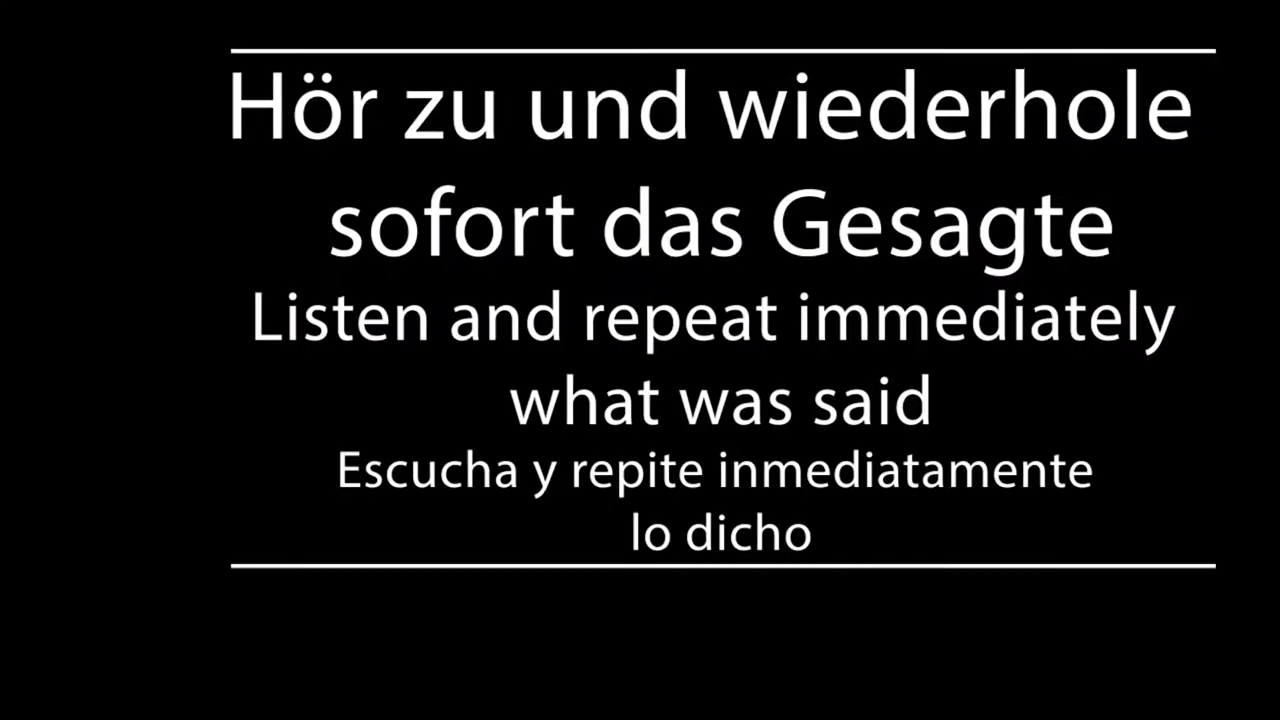 Hör zu und wiederhole
sofort das Gesagte
Listen and repeat immediately
what was said
Escucha y repite inmediatamente
lo dicho